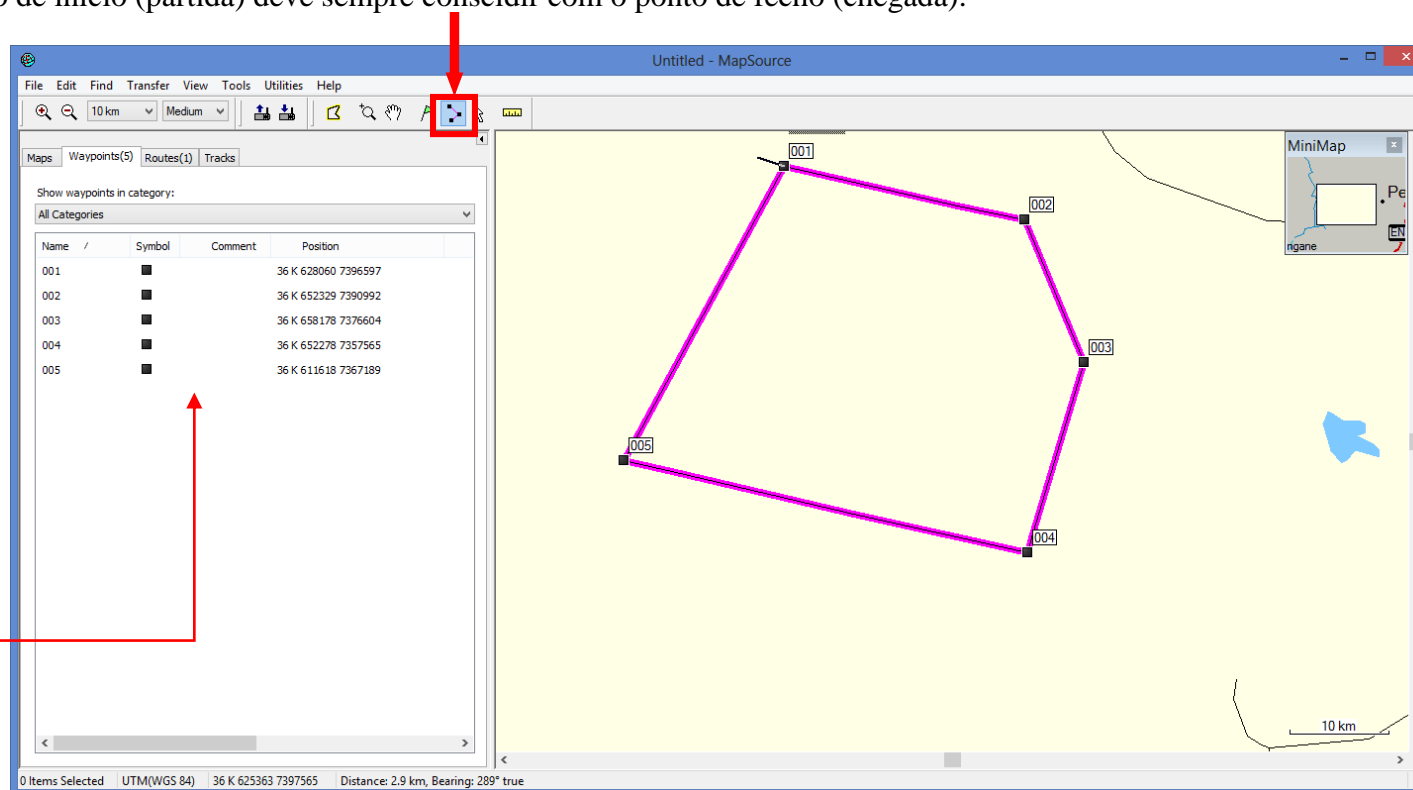 o de início (partida) deve sempre conscidir com o ponto de fecho (chegada).
Untitled - MapSource
File Edit Find Transfer View Tools Utilities Help
10 km Medium
Maps Waypoints(5) Routes(1) Tracks
Show waypoints in category:
All Categories
Name / Symbol Comment Position
001 36 K 628060 7396597
002 36 K 652329 7390992
003 36 K 658178 7376604
004 36 K 652278 7357565
005 36 K 611618 7367189
001
002
003
004
005
MiniMap x
Pe
EN
rigane
10 km
0 Items Selected UTM(WGS 84) 36 K 625363 7397565 Distance: 2.9 km, Bearing: 289° true